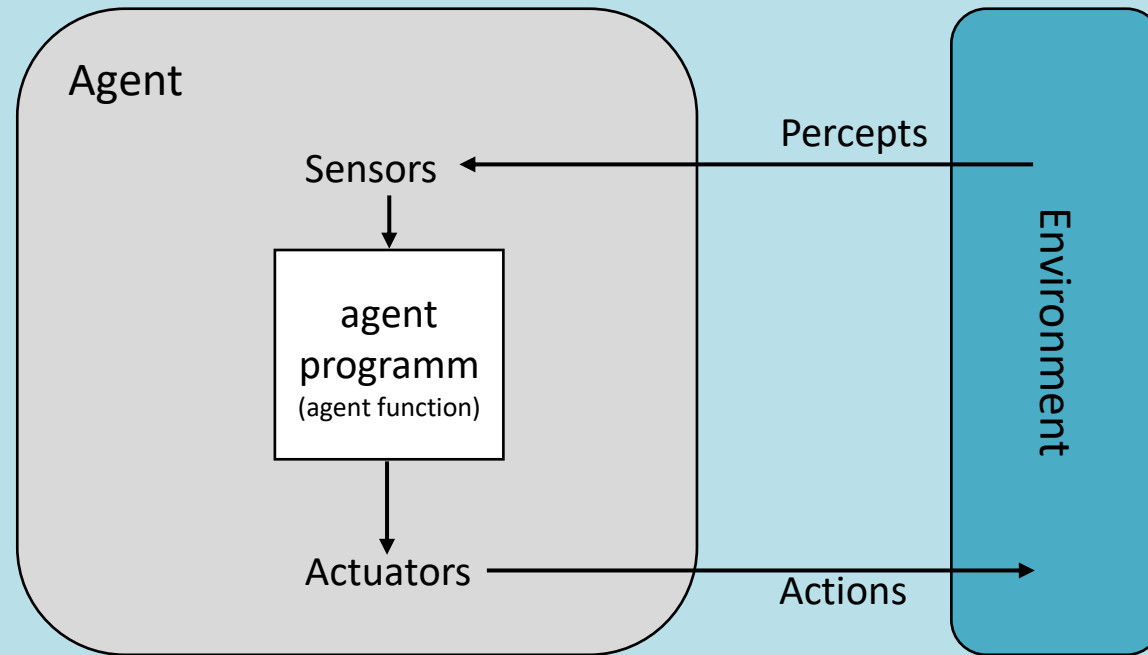 Agent
Percepts
Sensors
agent
programm
(agent function)
Environment
Actuators
Actions